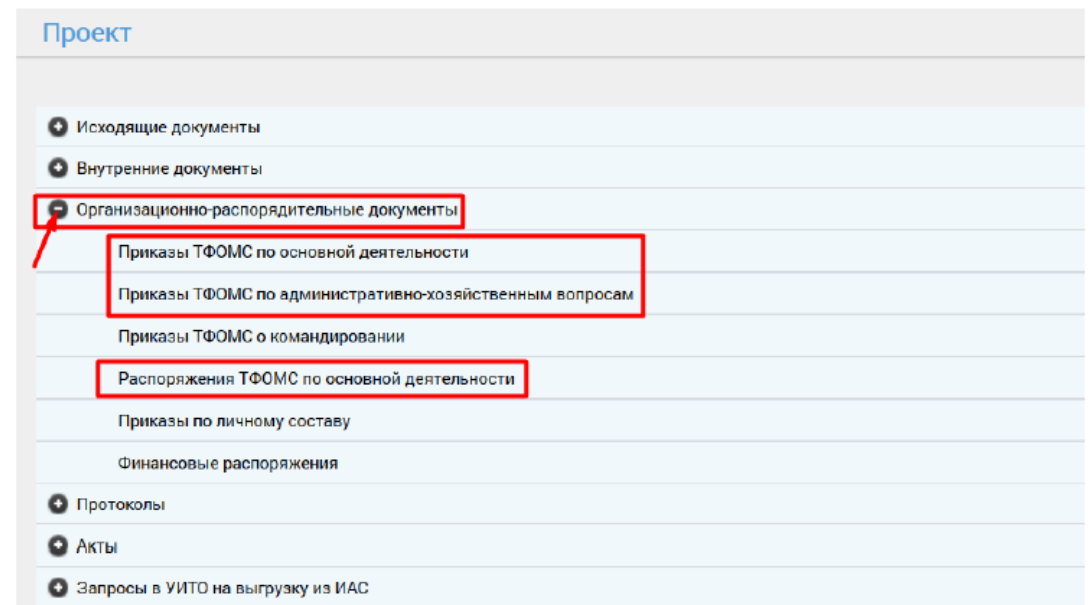 Проект
Исходящие документы
Внутренние документы
Организационно-распорядительные документы
Приказы ТФОМС по основной деятельности
Приказы ТФОМС по административно-хозяйственным вопросам
Приказы ТФОМС о командировании
Распоряжения ТФОМС по основной деятельности
Приказы по личному составу
Финансовые распоряжения
Протоколы
Акты
Запросы в УИТО на выгрузку из ИАС